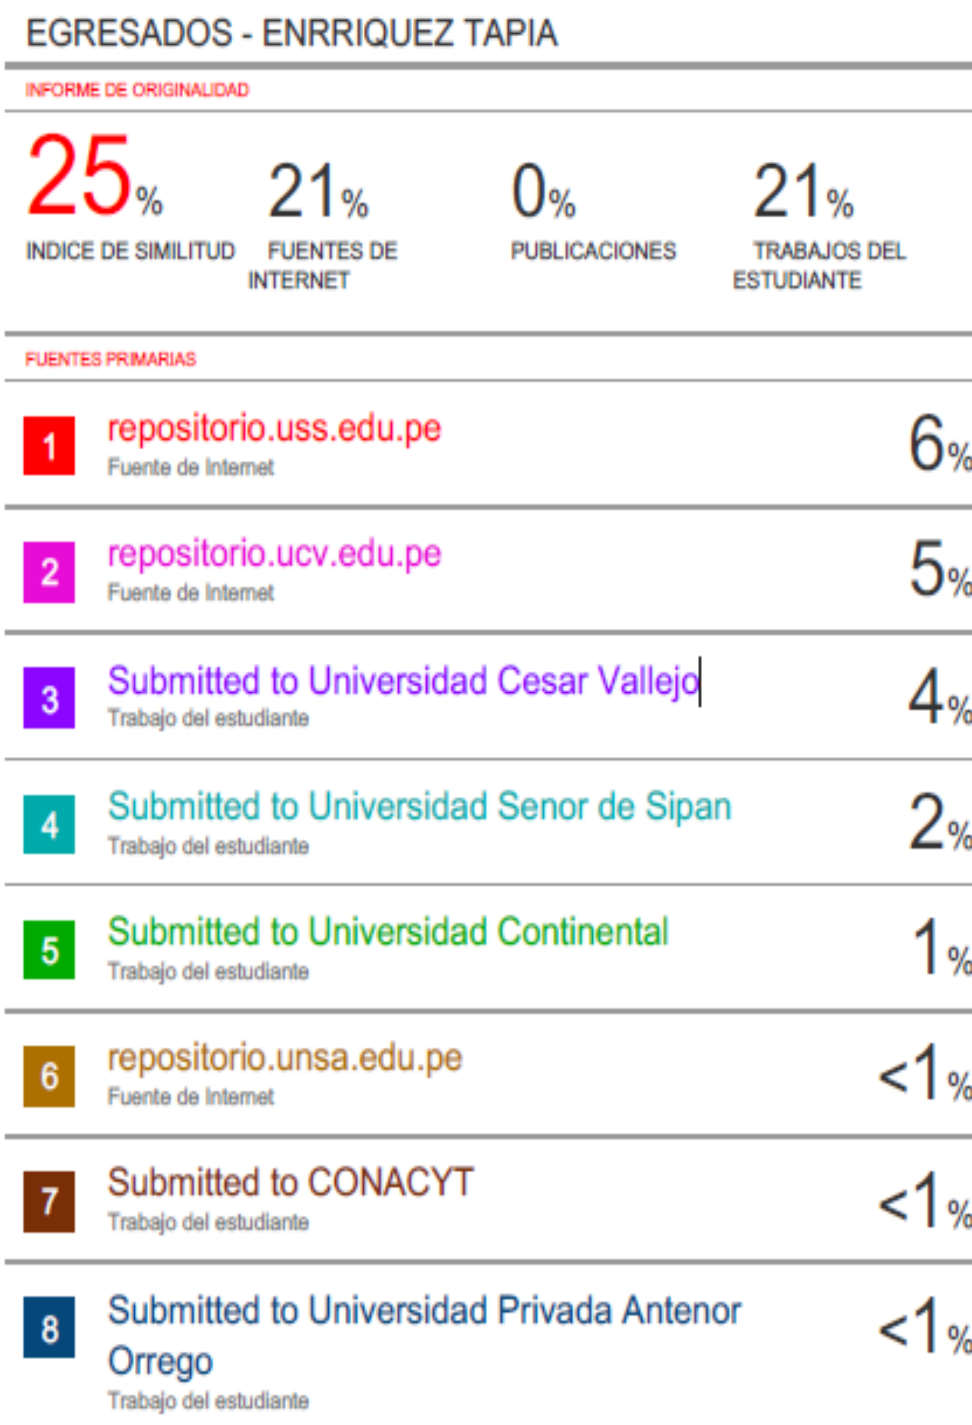 EGRESADOS - ENRRIQUEZ TAPIA
INFORME DE ORIGINALIDAD
25% 21% 0% 21%
INDICE DE SIMILITUD FUENTES DE PUBLICACIONES TRABAJOS DEL
INTERNET ESTUDIANTE
FUENTES PRIMARIAS
1 repositorio.uss.edu.pe 6%
Fuente de Internet
2 repositorio.ucv.edu.pe 5%
Fuente de Internet
3 Submitted to Universidad Cesar Vallejo 4%
Trabajo del estudiante
4 Submitted to Universidad Senor de Sipan 2%
Trabajo del estudiante
5 Submitted to Universidad Continental 1%
Trabajo del estudiante
6 repositorio.unsa.edu.pe <1%
Fuente de Internet
7 Submitted to CONACYT <1%
Trabajo del estudiante
8 Submitted to Universidad Privada Antenor <1%
Orrego
Trabajo del estudiante